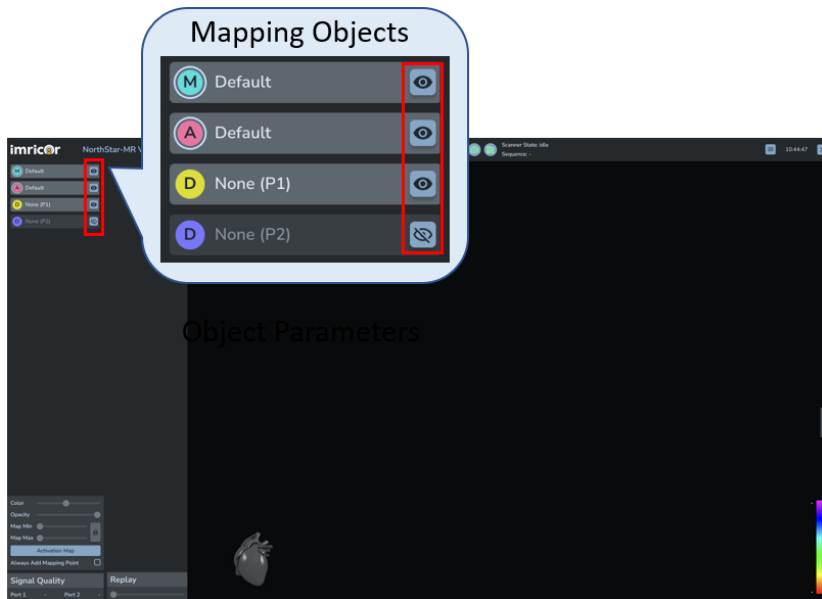 Mapping Objects
M Default
A Default
D None (P1)
D None (P2)
imricor NorthStar-MR
Scanner State: Idle
Sequence: -
10:44:47
M Default
A Default
D None (P1)
D None (P2)
Object Parameters
Color
Opacity
Map Min
Map Max
Activation Map
Always Add Mapping Point
Signal Quality
Replay
Port 1 - Port 2 -